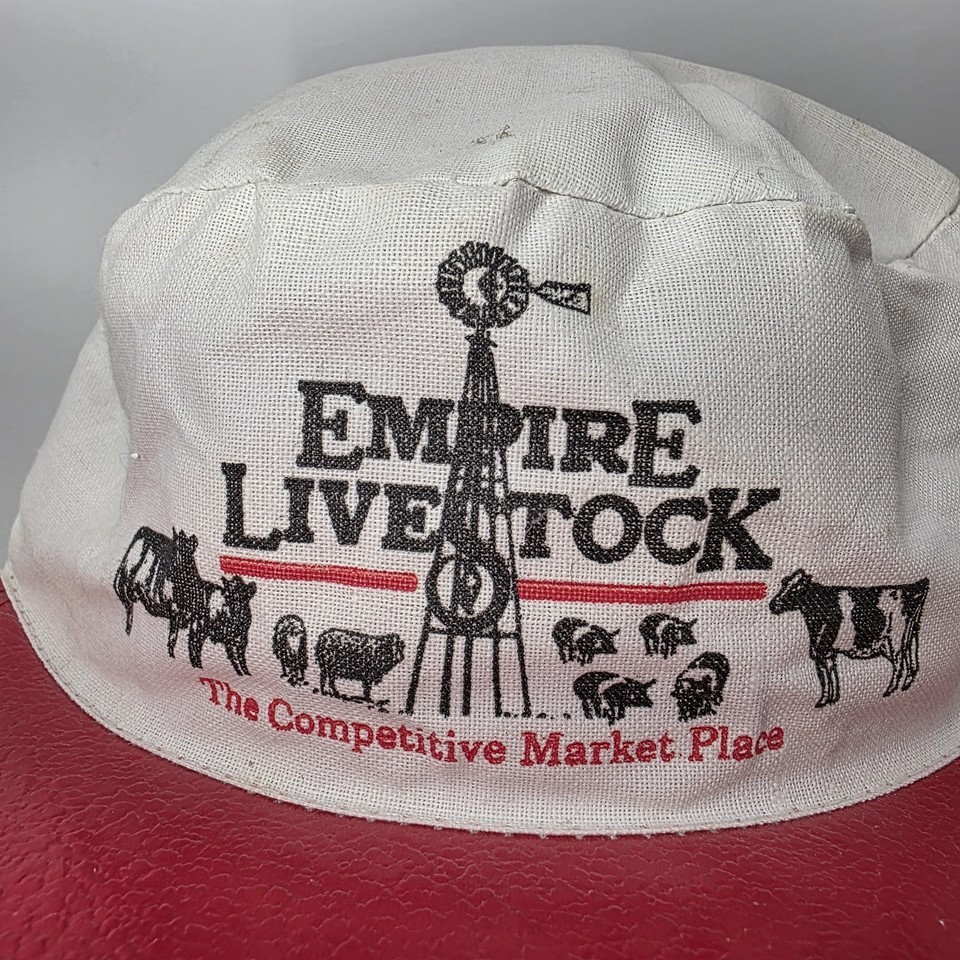 EMPIRE
LIVESTOCK
The Competitive Market Place